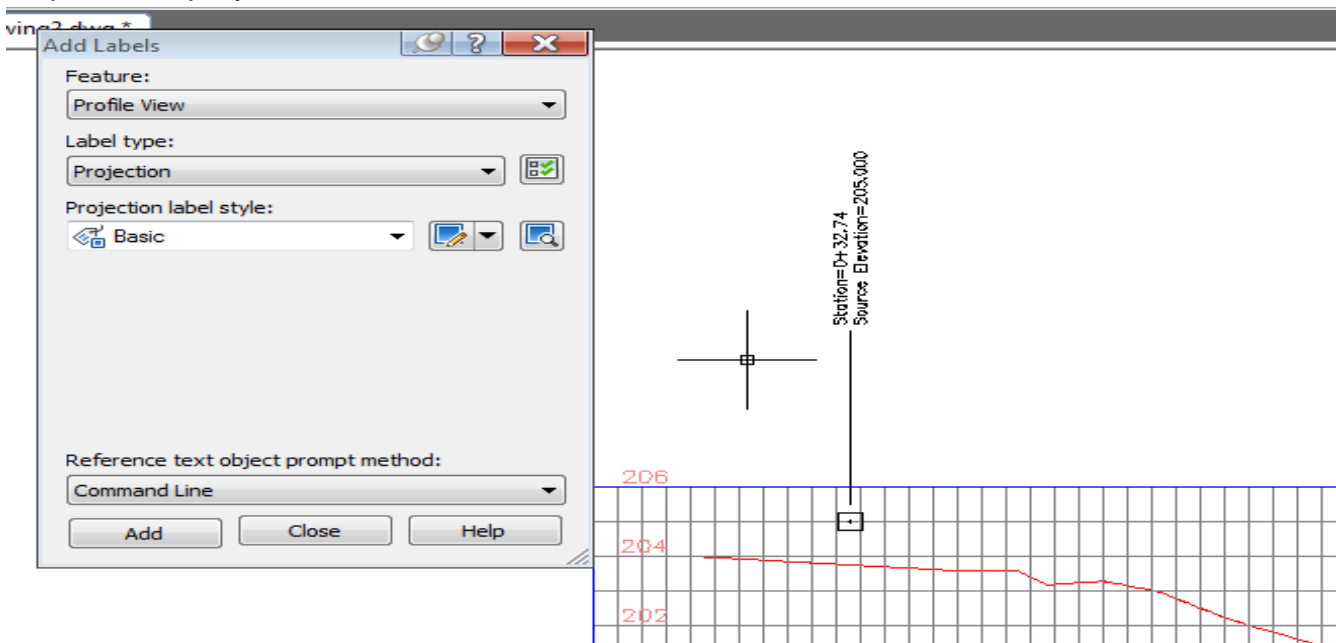 ving2.dwg *
Add Labels
Feature:
Profile View
Label type:
Projection
Projection label style:
Basic
Reference text object prompt method:
Command Line
Add
Close
Help
Station=0+32.74
Source Elevation=205.000
206
204
202